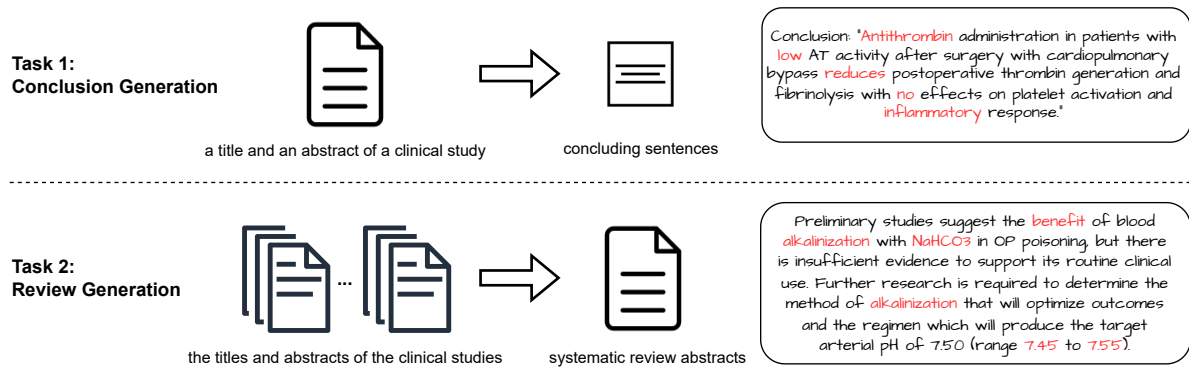 Task 1:
Conclusion Generation
a title and an abstract of a clinical study
concluding sentences
Conclusion: "Antithrombin administration in patients with
low AT activity after surgery with cardiopulmonary
bypass reduces postoperative thrombin generation and
fibrinolysis with no effects on platelet activation and
inflammatory response."
Task 2:
Review Generation
...
the titles and abstracts of the clinical studies
systematic review abstracts
Preliminary studies suggest the benefit of blood
alkalinization with NaHCO3 in OP poisoning, but there
is insufficient evidence to support its routine clinical
use. Further research is required to determine the
method of alkalinization that will optimize outcomes
and the regimen which will produce the target
arterial pH of 7.50 (range 7.45 to 7.55).